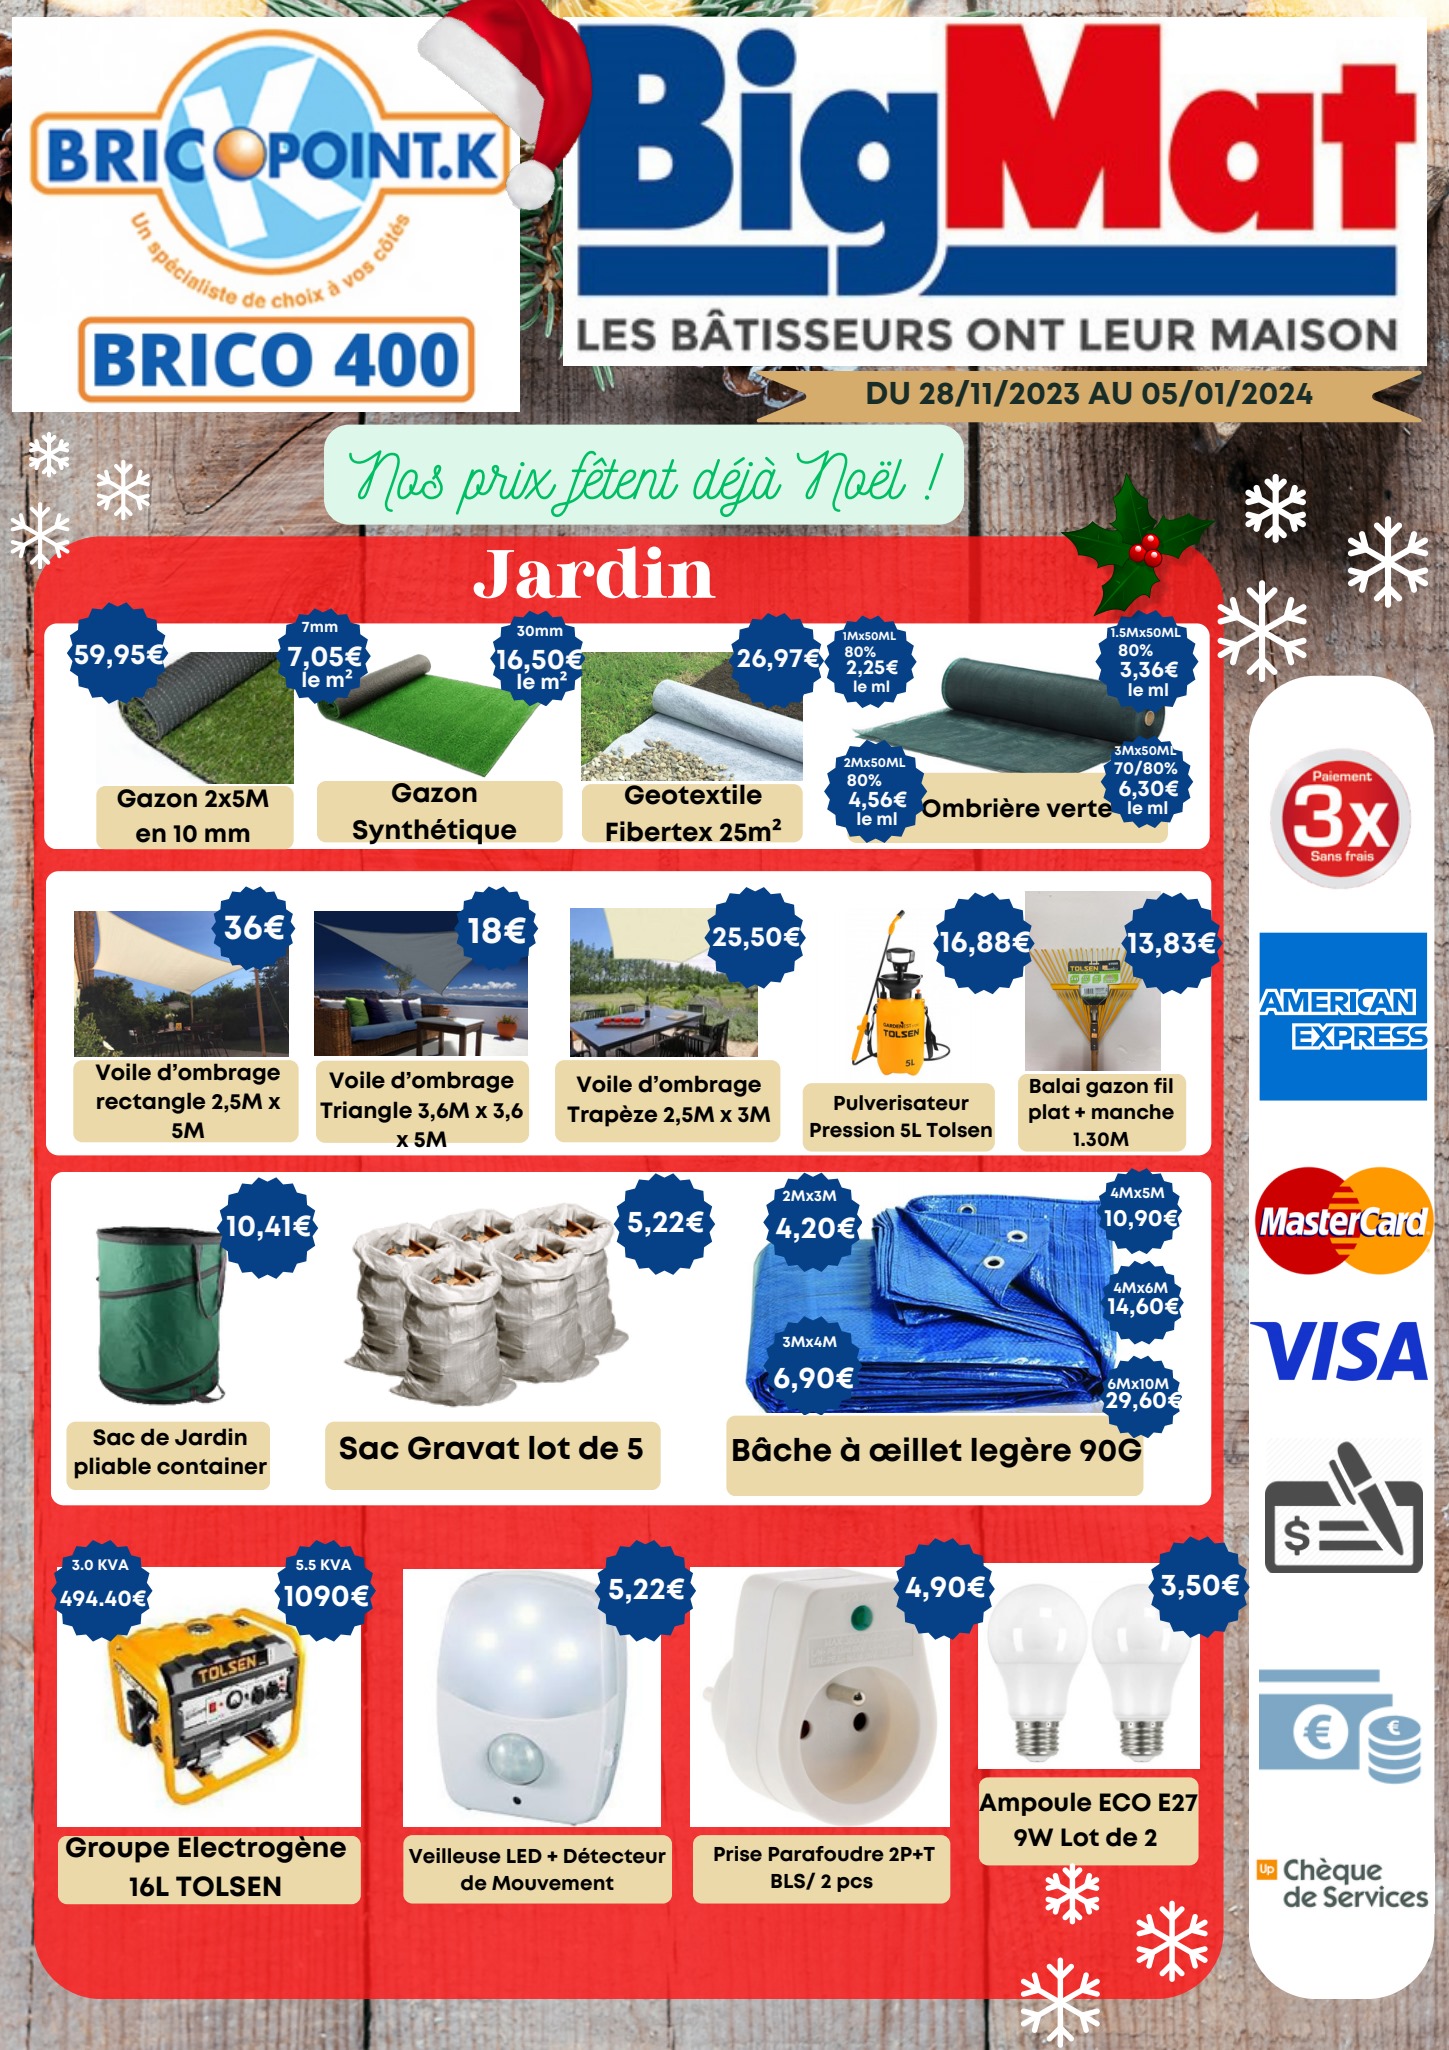 BRICOPOINT.K
Un spécialiste de choix à vos côtés
BRICO 400
BigMat
LES BÂTISSEURS ONT LEUR MAISON
DU 28/11/2023 AU 05/01/2024
Nos prix fêtent déjà Noël !
Jardin
59,95€
Gazon 2x5M
en 10 mm
7mm
7,05€
le m²
30mm
16,50€
le m²
Gazon
Synthétique
26,97€
Geotextile
Fibertex 25m²
1Mx50ML
80%
2,25€
le ml
1.5Mx50ML
80%
3,36€
le ml
2Mx50ML
80%
4,56€
le ml
3Mx50ML
70/80%
6,30€
le ml
Ombrière verte
36€
Voile d'ombrage
rectangle 2,5M x
5M
18€
Voile d'ombrage
Triangle 3,6M x 3,6
x 5M
25,50€
Voile d'ombrage
Trapèze 2,5M x 3M
16,88€
TOLSEN
5L
Pulverisateur
Pression 5L Tolsen
13,83€
TOLSEN
Balai gazon fil
plat + manche
1.30M
10,41€
Sac de Jardin
pliable container
5,22€
Sac Gravat lot de 5
2Mx3M
4,20€
4Mx5M
10,90€
4Mx6M
14,60€
3Mx4M
6,90€
6Mx10M
29,60€
Bâche à œillet legère 90G
3.0 KVA
494.40€
5.5 KVA
1090€
TOLSEN
Groupe Electrogène
16L TOLSEN
5,22€
Veilleuse LED + Détecteur
de Mouvement
4,90€
Prise Parafoudre 2P+T
BLS/ 2 pcs
3,50€
Ampoule ECO E27
9W Lot de 2
Paiement
3x
Sans frais
AMERICAN
EXPRESS
MasterCard
VISA
$
€
€
Up Chèque
de Services